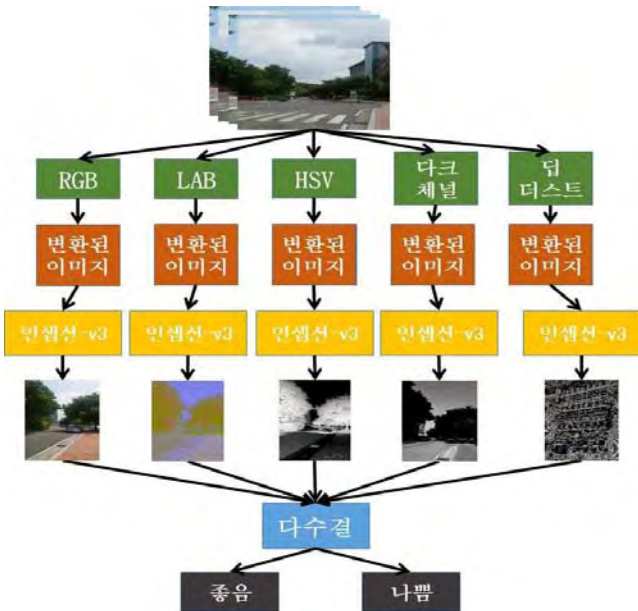 RGB
LAB
HSV
다크
채널
딥
더스트
변환된
이미지
변환된
이미지
변환된
이미지
변환된
이미지
변환된
이미지
인셉션-v3
인셉션-v3
인셉션-v3
인셉션-v3
인셉션-v3
다수결
좋음
나쁨